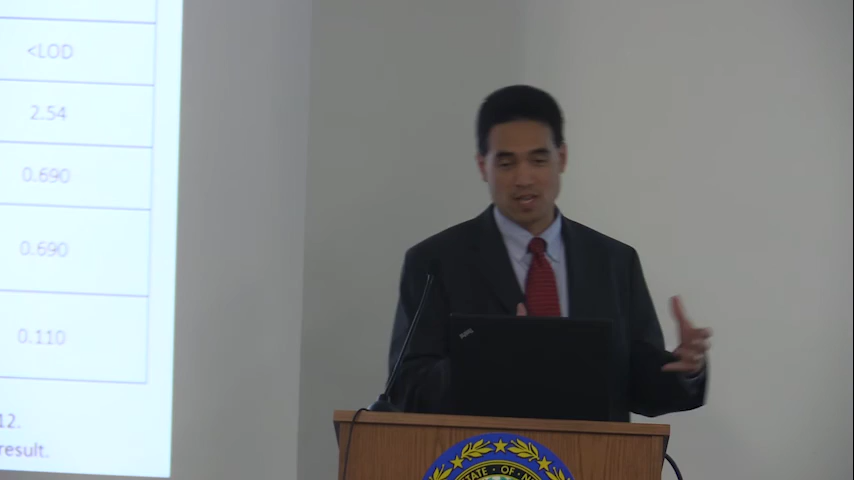 <LOD
2.54
0.690
0.690
0.110
12.
result.
STATE · OF · N